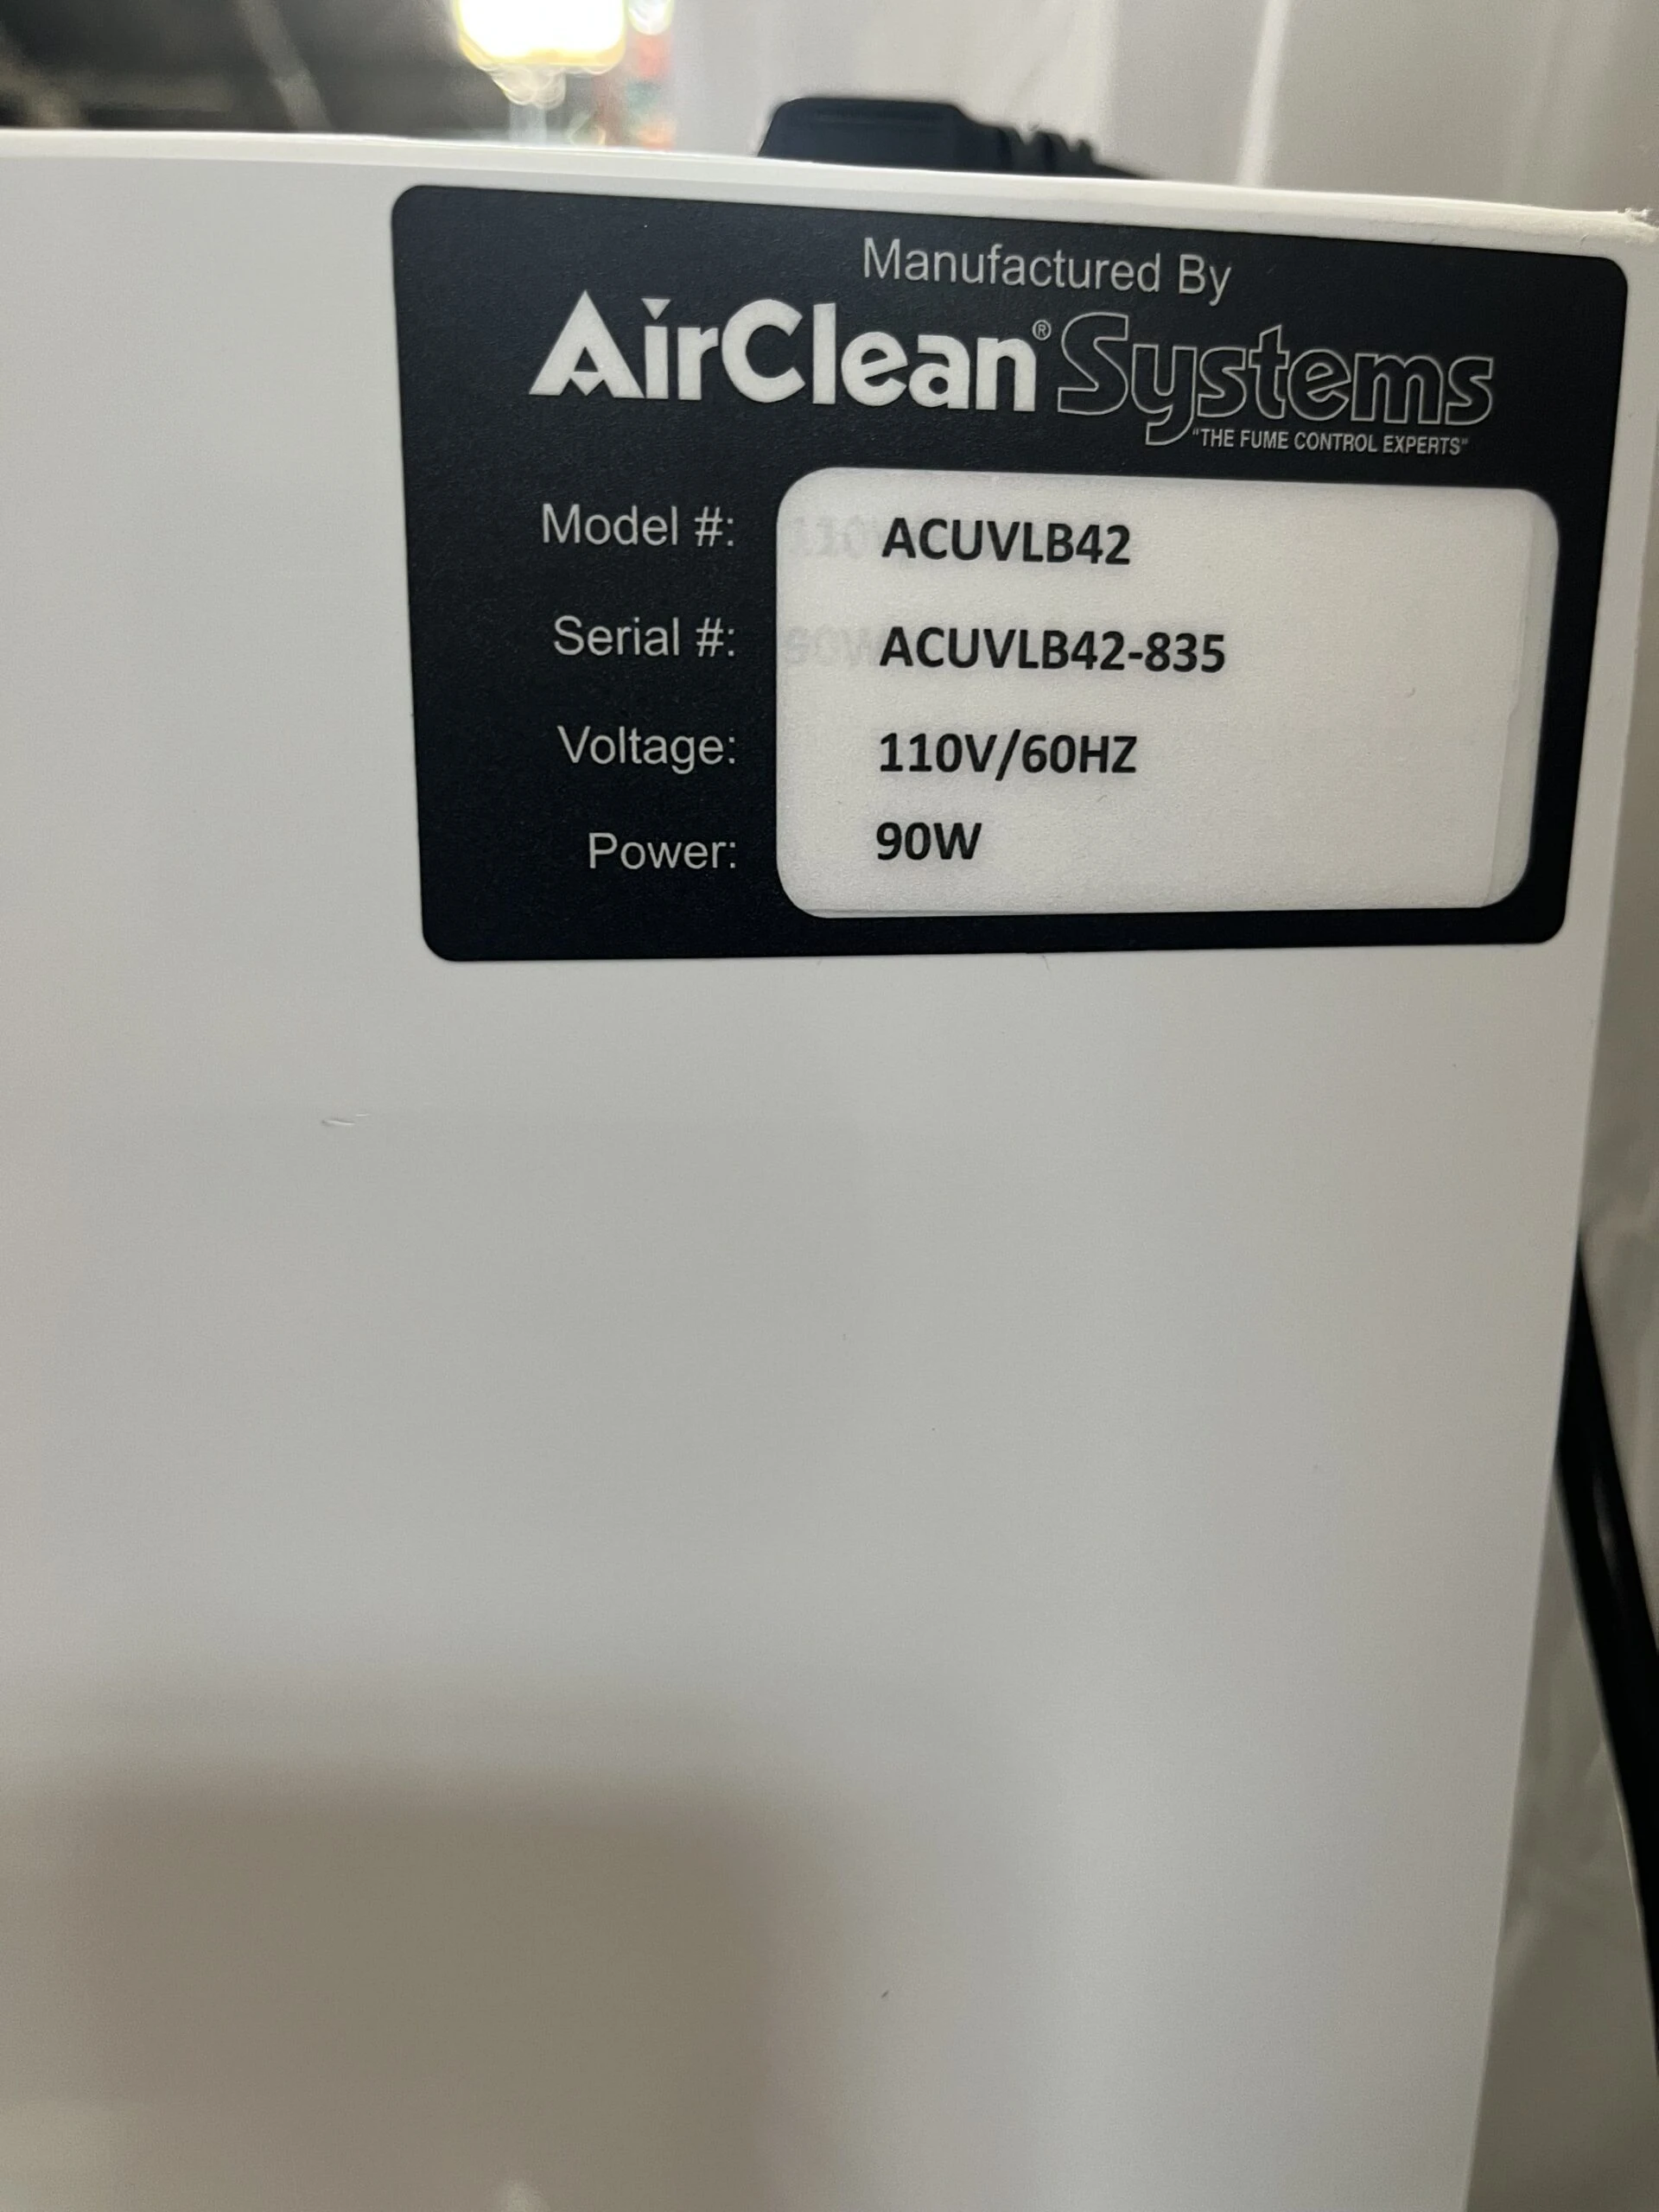 Manufactured By
AirClean® Systems
"THE FUME CONTROL EXPERTS"
Model #: ACUVLB42
Serial #: ACUVLB42-835
Voltage: 110V/60HZ
Power: 90W